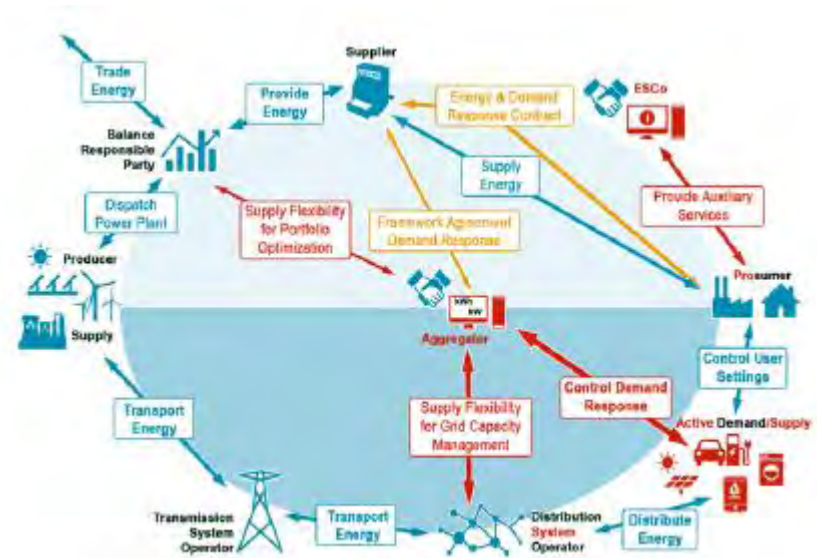 Supplier
ESCo
Trade
Energy
Provide
Energy
Energy & Demand
Response Contract
Balance
Responsible
Party
Supply
Energy
Dispatch
Power Plant
Supply Flexibility
for Portfolio
Optimization
Framework Agreement
Demand Response
Provide Auxiliary
Services
Producer
Prosumer
kWh
kW
Supply
Aggregator
Control User
Settings
Transport
Energy
Supply Flexibility
for Grid Capacity
Management
Control Demand
Response
Active Demand/Supply
Transmission
System
Operator
Transport
Energy
Distribution
System
Operator
Distribute
Energy